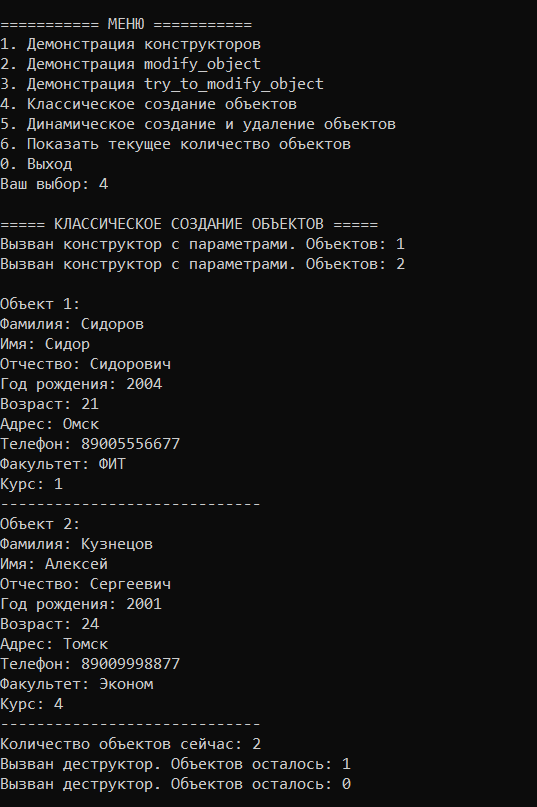 =========== МЕНЮ ===========
1. Демонстрация конструкторов
2. Демонстрация modify_object
3. Демонстрация try_to_modify_object
4. Классическое создание объектов
5. Динамическое создание и удаление объектов
6. Показать текущее количество объектов
0. Выход
Ваш выбор: 4
===== КЛАССИЧЕСКОЕ СОЗДАНИЕ ОБЪЕКТОВ =====
Вызван конструктор с параметрами. Объектов: 1
Вызван конструктор с параметрами. Объектов: 2
Объект 1:
Фамилия: Сидоров
Имя: Сидор
Отчество: Сидорович
Год рождения: 2004
Возраст: 21
Адрес: Омск
Телефон: 89005556677
Факультет: ФИТ
Курс: 1
-----------------------------
Объект 2:
Фамилия: Кузнецов
Имя: Алексей
Отчество: Сергеевич
Год рождения: 2001
Возраст: 24
Адрес: Томск
Телефон: 89009998877
Факультет: Эконом
Курс: 4
-----------------------------
Количество объектов сейчас: 2
Вызван деструктор. Объектов осталось: 1
Вызван деструктор. Объектов осталось: 0